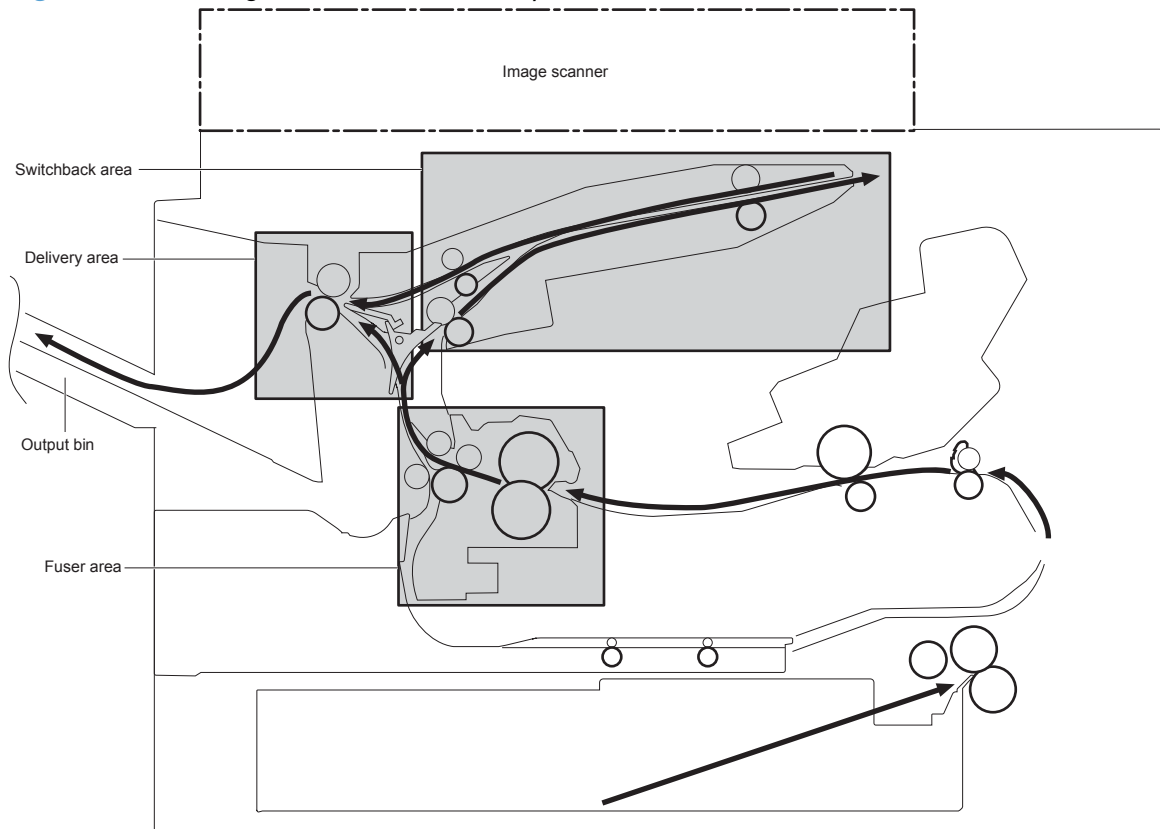 Image scanner
Switchback area
Delivery area
Output bin
Fuser area